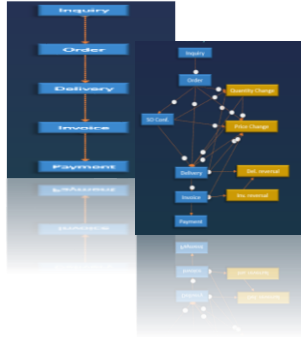 Inquiry
Order
Delivery
Invoice
Payment
Inquiry
Order
Quantity Change
SO Conf.
Price Change
Delivery
Del. reversal
Invoice
Inv. reversal
Payment